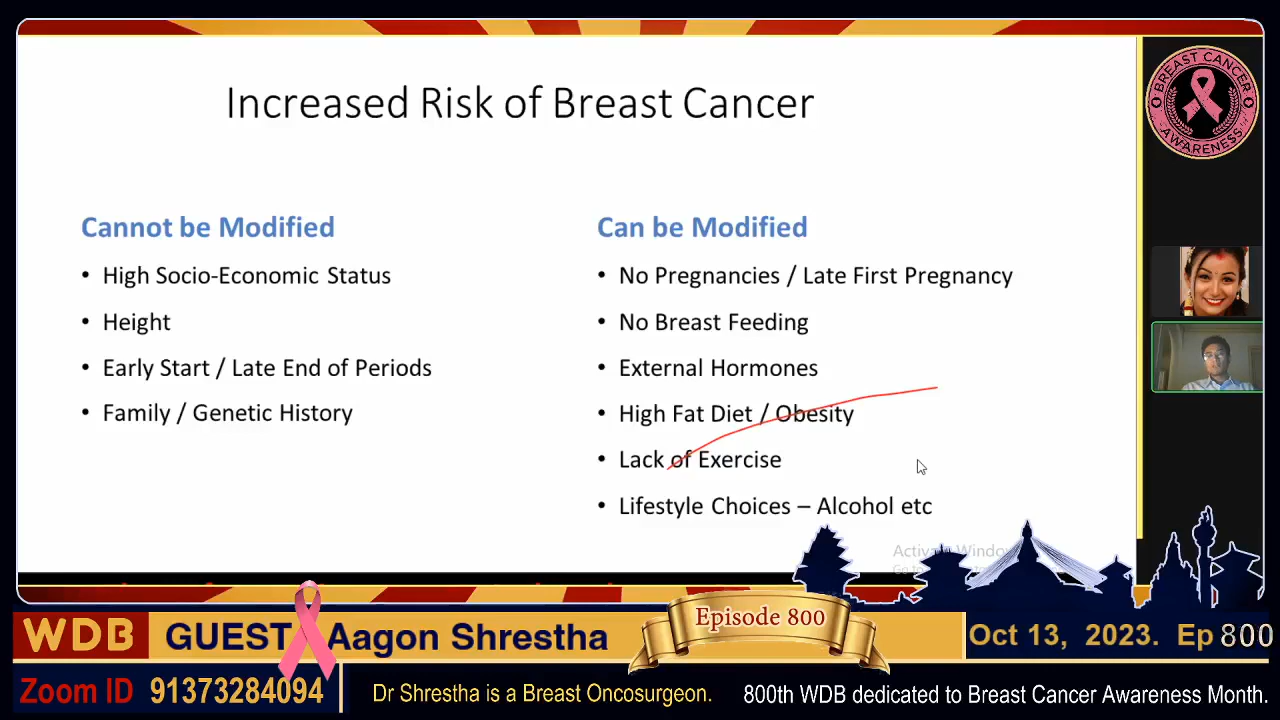 Increased Risk of Breast Cancer
BREAST CANCER
AWARENESS
Cannot be Modified
• High Socio-Economic Status
• Height
• Early Start / Late End of Periods
• Family / Genetic History
Can be Modified
• No Pregnancies / Late First Pregnancy
• No Breast Feeding
• External Hormones
• High Fat Diet / Obesity
• Lack of Exercise
• Lifestyle Choices – Alcohol etc
Episode 800
WDB GUEST Aagon Shrestha
Oct 13, 2023. Ep 800
Zoom ID 91373284094
Dr Shrestha is a Breast Oncosurgeon.
800th WDB dedicated to Breast Cancer Awareness Month.